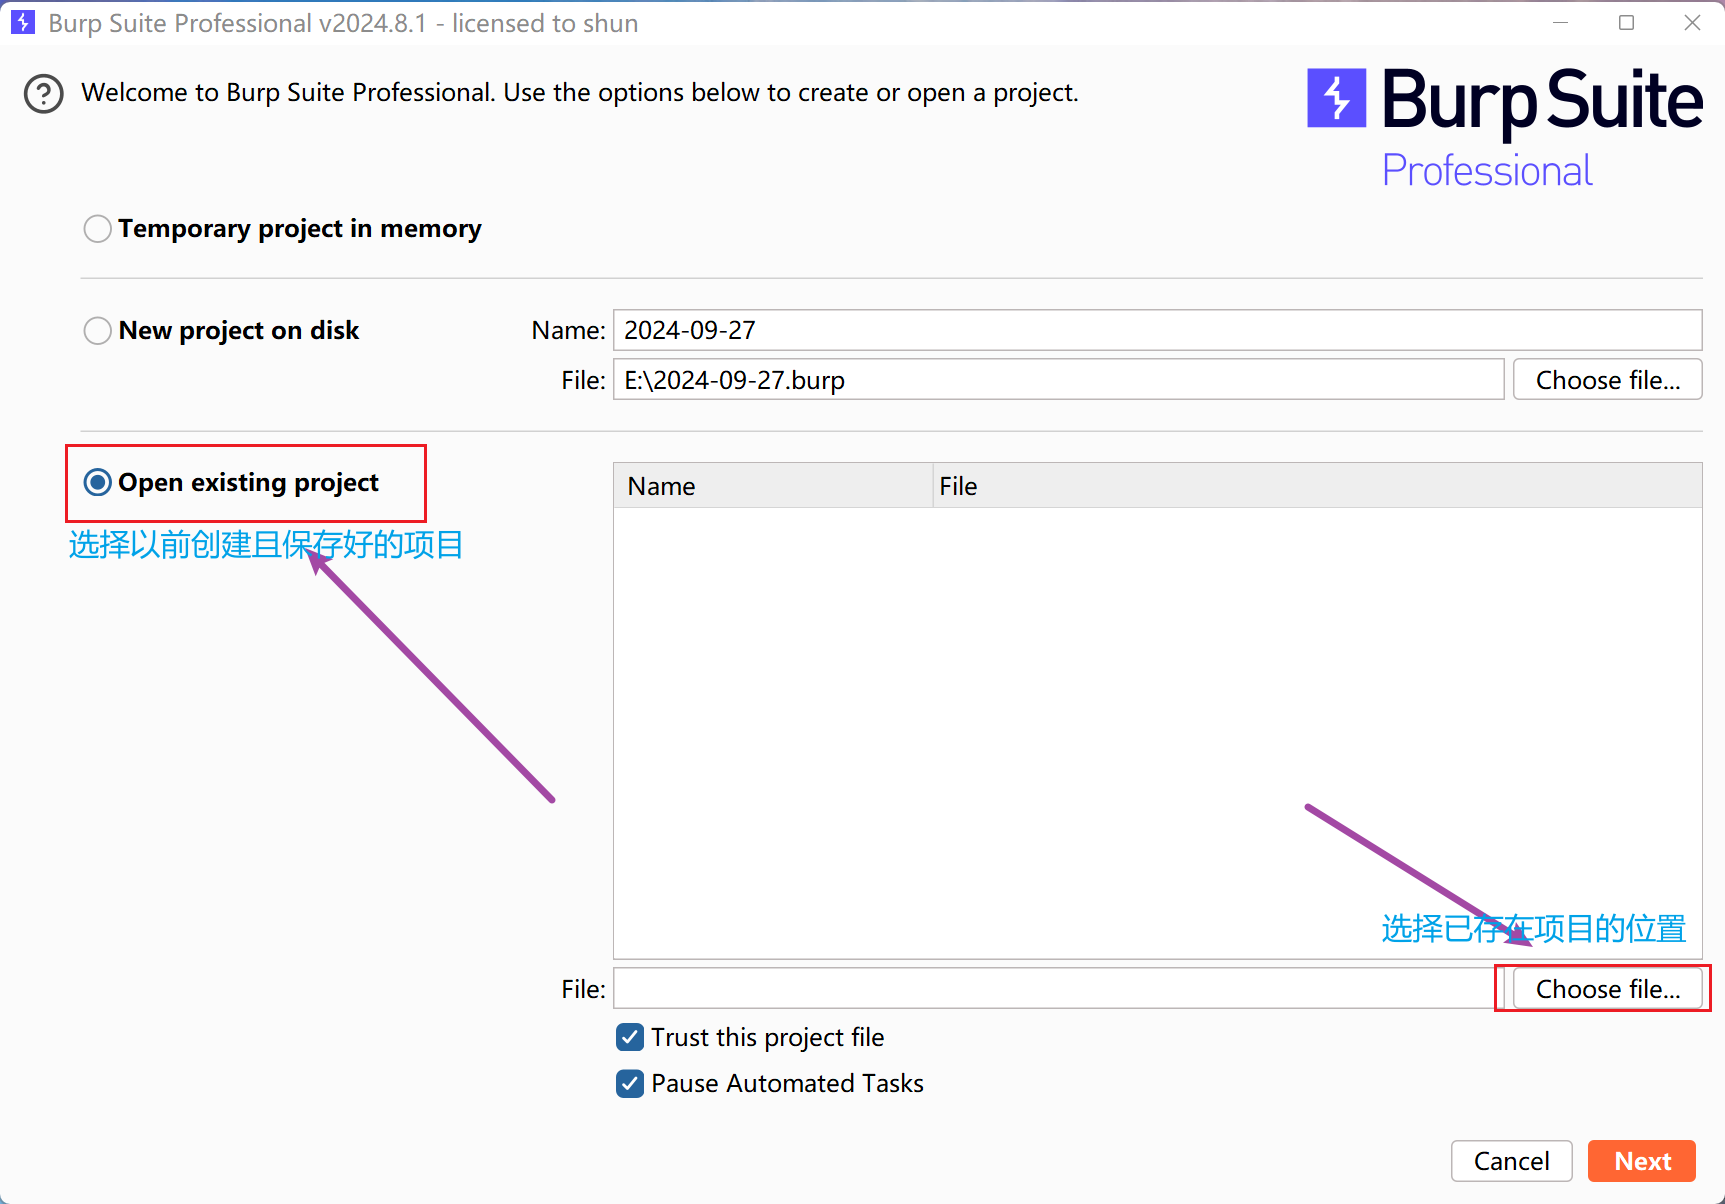 Burp Suite Professional v2024.8.1 - licensed to shun
Welcome to Burp Suite Professional. Use the options below to create or open a project.
Burp Suite
Professional
Temporary project in memory
New project on disk
Name: 2024-09-27
File: E:\2024-09-27.burp Choose file...
Open existing project
选择以前创建且保存好的项目
Name File
选择已存在项目的位置
File: Choose file...
Trust this project file
Pause Automated Tasks
Cancel Next